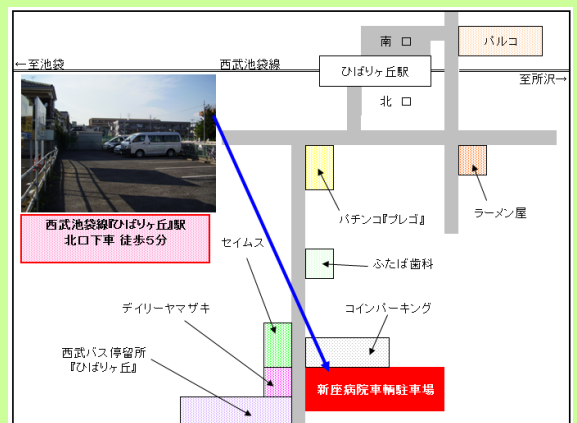 南 口
パルコ
←至池袋
西武池袋線
ひばりヶ丘駅
至所沢→
北 口
西武池袋線『ひばりヶ丘』駅
北口下車 徒歩5分
パチンコ『プレゴ』
ラーメン屋
セイムス
ふたば歯科
デイリーヤマザキ
コインパーキング
西武バス停留所
『ひばりヶ丘』
新座病院車輌駐車場